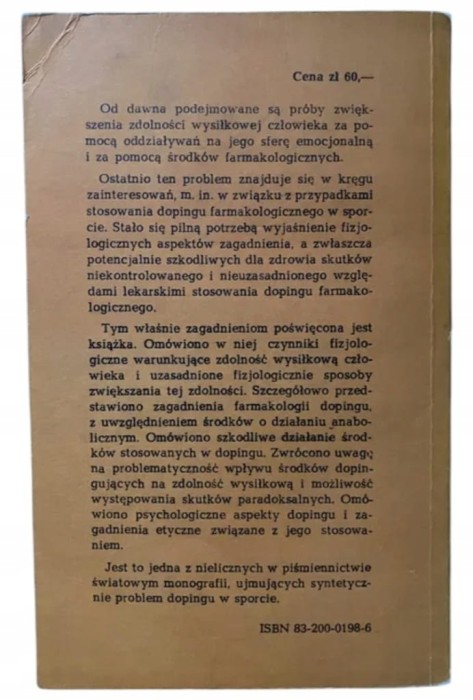 Cena zł 60,—
Od dawna podejmowane są próby zwięk-
szenia zdolności wysiłkowej człowieka za po-
mocą oddziaływań na jego sferę emocjonalną
i za pomocą środków farmakologicznych.
Ostatnio ten problem znajduje się w kręgu
zainteresowań, m. in. w związku z przypadkami
stosowania dopingu farmakologicznego w spor-
cie. Stało się pilną potrzebą wyjaśnienie fizjo-
logicznych aspektów zagadnienia, a zwłaszcza
potencjalnie szkodliwych dla zdrowia skutków
niekontrolowanego i nieuzasadnionego wzglę-
dami lekarskimi stosowania dopingu farmako-
logicznego.
Tym właśnie zagadnieniom poświęcona jest
książka. Omówiono w niej czynniki fizjolo-
giczne warunkujące zdolność wysiłkową czło-
wieka i uzasadnione fizjologicznie sposoby
zwiększania tej zdolności. Szczegółowo przed-
stawiono zagadnienia farmakologii dopingu,
z uwzględnieniem środków o działaniu anabo-
licznym. Omówiono szkodliwe działanie środ-
ków stosowanych w dopingu. Zwrócono uwagę
na problematyczność wpływu środków dopin-
gujących na zdolność wysiłkową i możliwość
występowania skutków paradoksalnych. Omó-
wiono psychologiczne aspekty dopingu i za-
gadnienia etyczne związane z jego stosowa-
niem.
Jest to jedna z nielicznych w piśmiennictwie
światowym monografii, ujmujących syntetycz-
nie problem dopingu w sporcie.
ISBN 83-200-0198-6